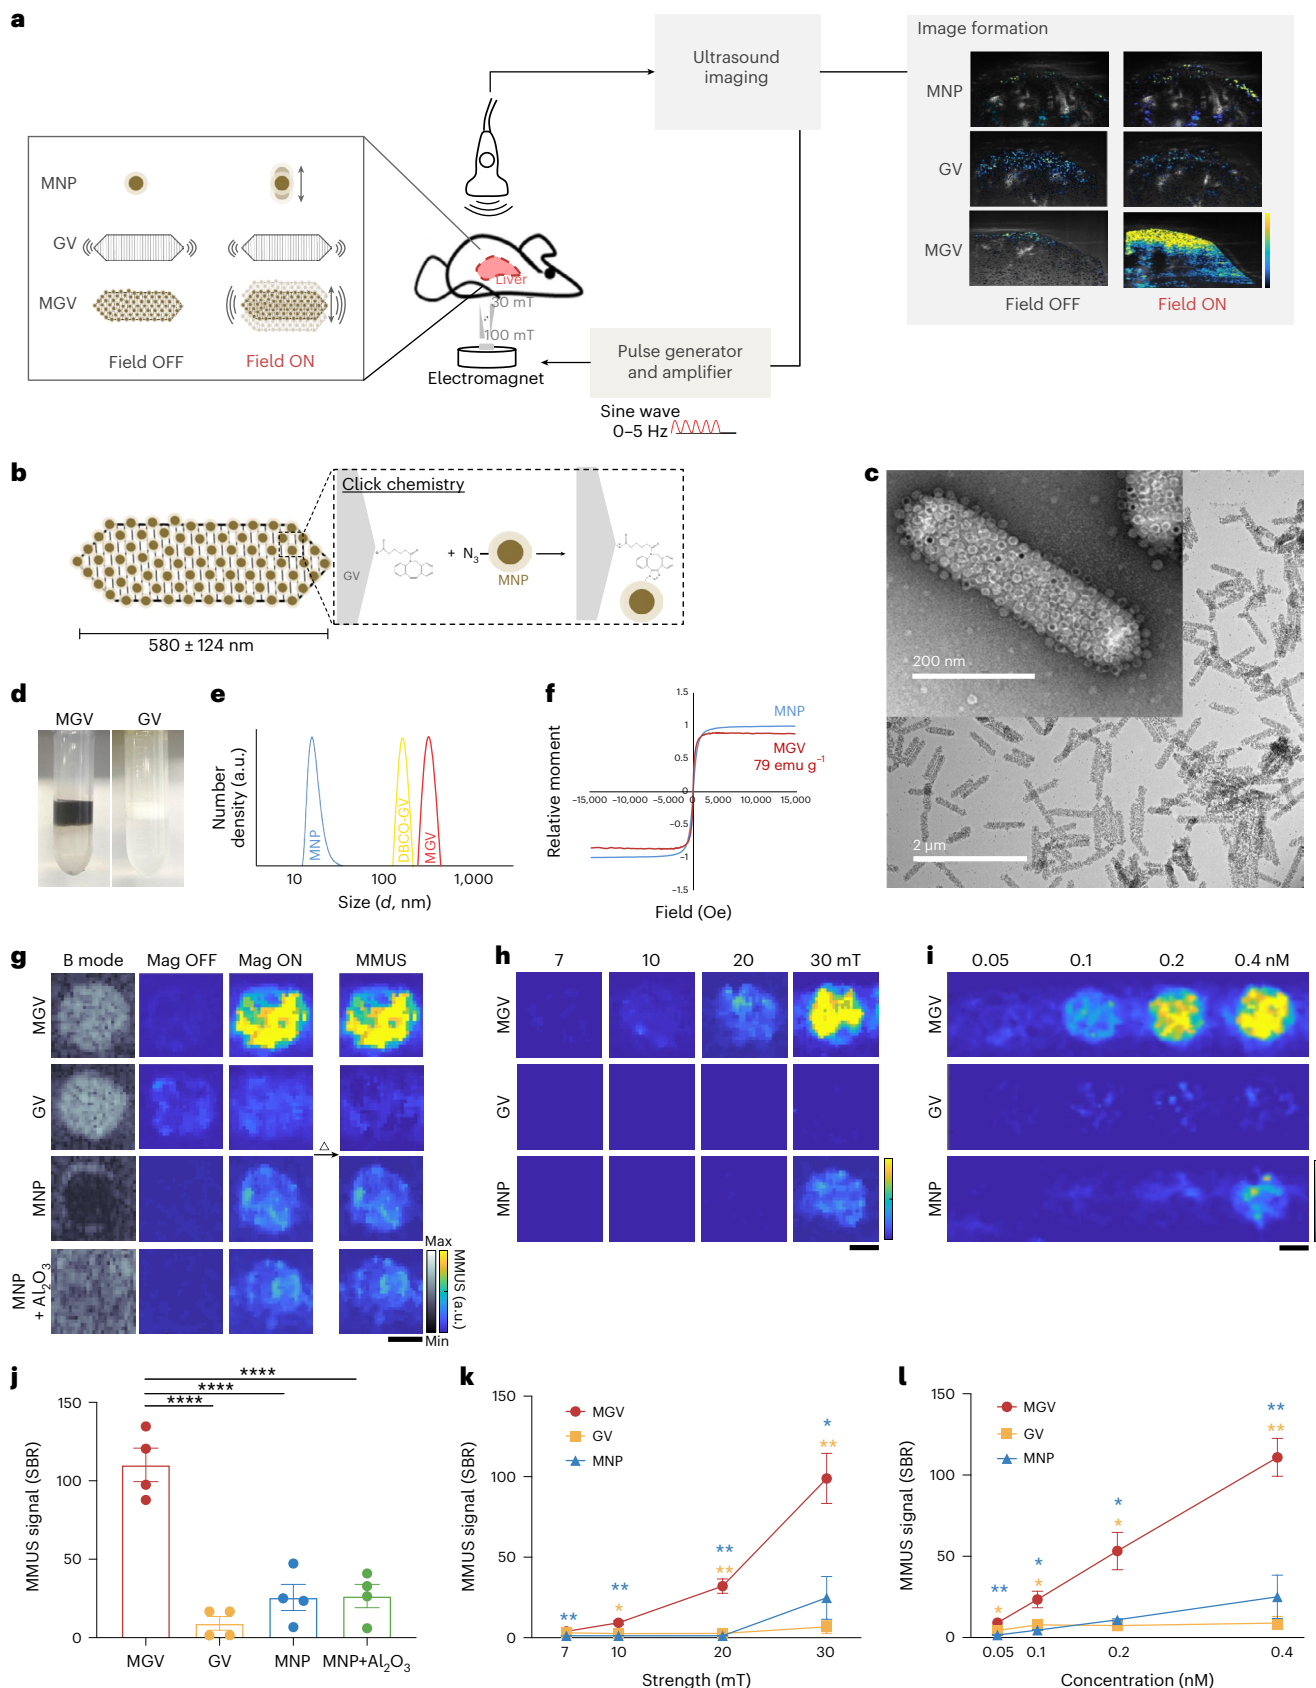 a
Image formation
Ultrasound
imaging
MNP
GV
MGV
Field OFF
Field ON
MNP
GV
MGV
Field OFF
Field ON
Liver
30 mT
100 mT
Electromagnet
Pulse generator
and amplifier
Sine wave
0–5 Hz
b
Click chemistry
GV
+ N3
MNP
580 ± 124 nm
c
200 nm
2 µm
d
MGV GV
e
Number
density (a.u.)
MNP
DBCO-GV
MGV
10 100 1,000
Size (d, nm)
f
Relative moment
1.5
1
0.5
0
−0.5
−1
−1.5
−15,000 −10,000 −5,000 0 5,000 10,000 15,000
MNP
MGV
79 emu g−1
Field (Oe)
g
B mode Mag OFF Mag ON MMUS
MGV
GV
MNP
MNP
+ Al2O3
△
Max
Min
MMUS (a.u.)
h
7 10 20 30 mT
MGV
GV
MNP
i
0.05 0.1 0.2 0.4 nM
MGV
GV
MNP
j
MMUS signal (SBR)
150
100
50
0
****
****
****
MGV GV MNP MNP+Al2O3
k
MMUS signal (SBR)
150
100
50
0
MGV
GV
MNP
**
**
*
**
**
*
**
7 10 20 30
Strength (mT)
l
MMUS signal (SBR)
150
100
50
0
MGV
GV
MNP
**
*
*
*
*
*
**
**
0.05 0.1 0.2 0.4
Concentration (nM)